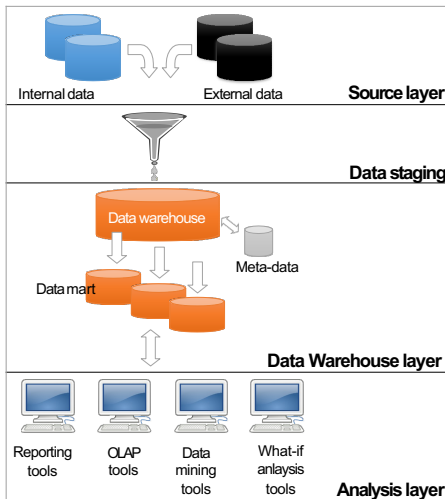 Internal data
External data
Source layer
Data staging
Data warehouse
Meta-data
Data mart
Data Warehouse layer
Reporting
tools
OLAP
tools
Data
mining
tools
What-if
anlaysis
tools
Analysis layer